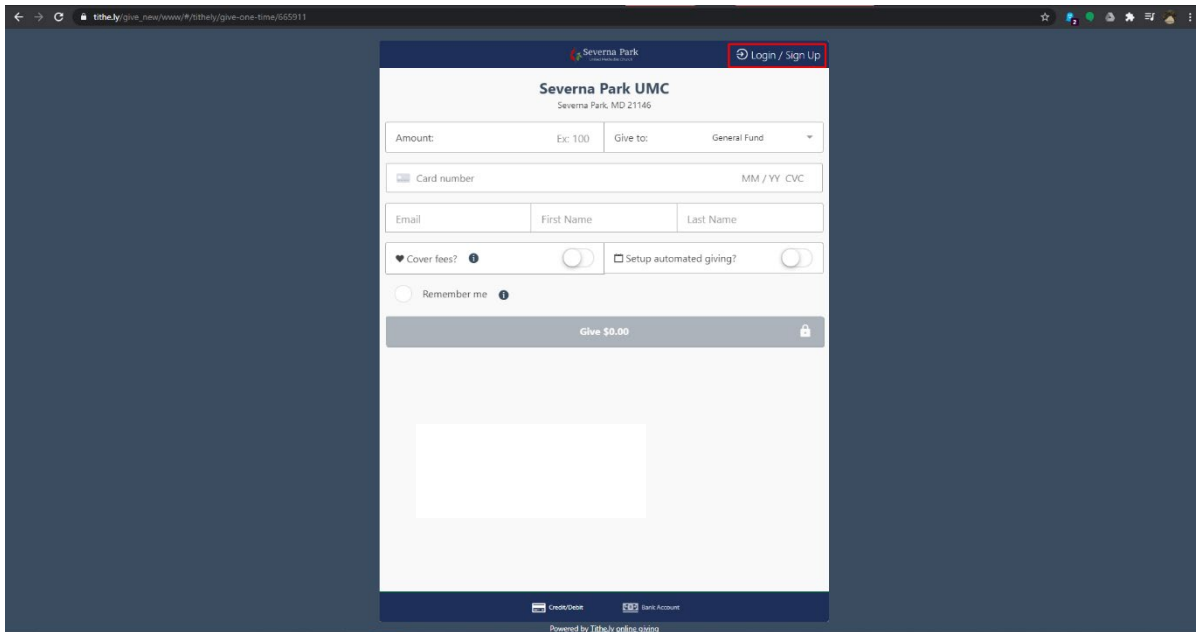 tithe.ly/give_new/www/#/tithely/give-one-time/665911
2
Severna Park
Login / Sign Up
Severna Park UMC
Severna Park, MD 21146
Amount: Ex: 100 Give to: General Fund
Card number MM / YY CVC
Email First Name Last Name
Cover fees? Setup automated giving?
Remember me
Give $0.00
Credit/Debit Bank Account
Powered by Tithe.ly online giving